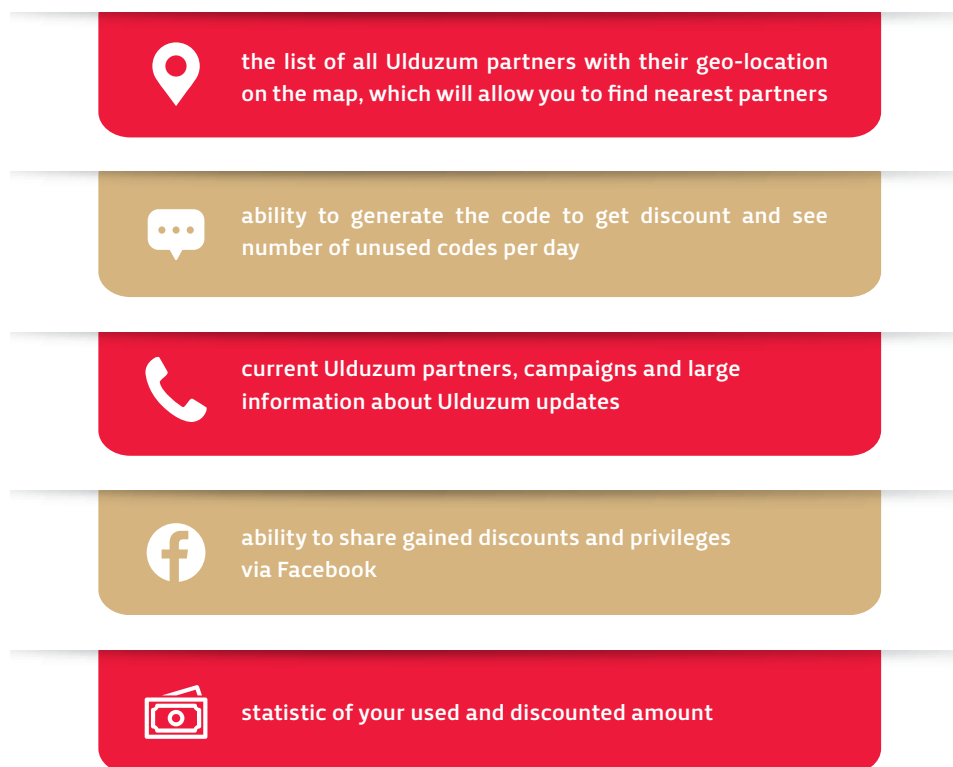 the list of all Ulduzum partners with their geo-location
on the map, which will allow you to find nearest partners
ability to generate the code to get discount and see
number of unused codes per day
current Ulduzum partners, campaigns and large
information about Ulduzum updates
ability to share gained discounts and privileges
via Facebook
statistic of your used and discounted amount